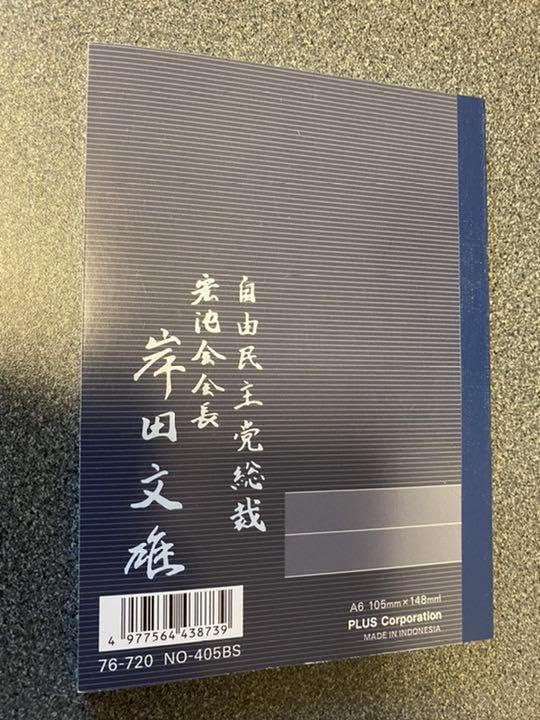 自由民主党総裁
宏池会会長
岸田文雄
A6 105mm×148mm
PLUS Corporation
MADE IN INDONESIA
4 977564 438739
76-720 NO-405BS